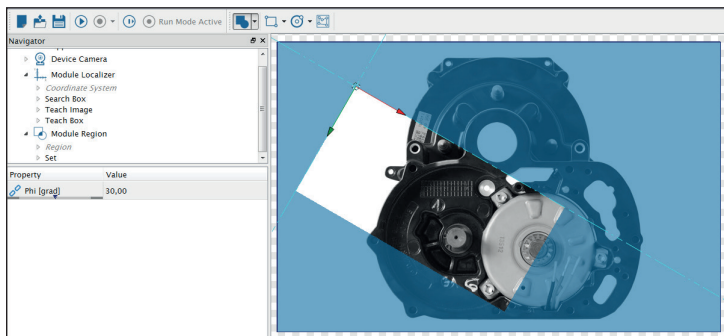 Run Mode Active
Navigator
Device Camera
Module Localizer
Coordinate System
Search Box
Teach Image
Teach Box
Module Region
Region
Set
Property Value
Phi [grad] 30,00